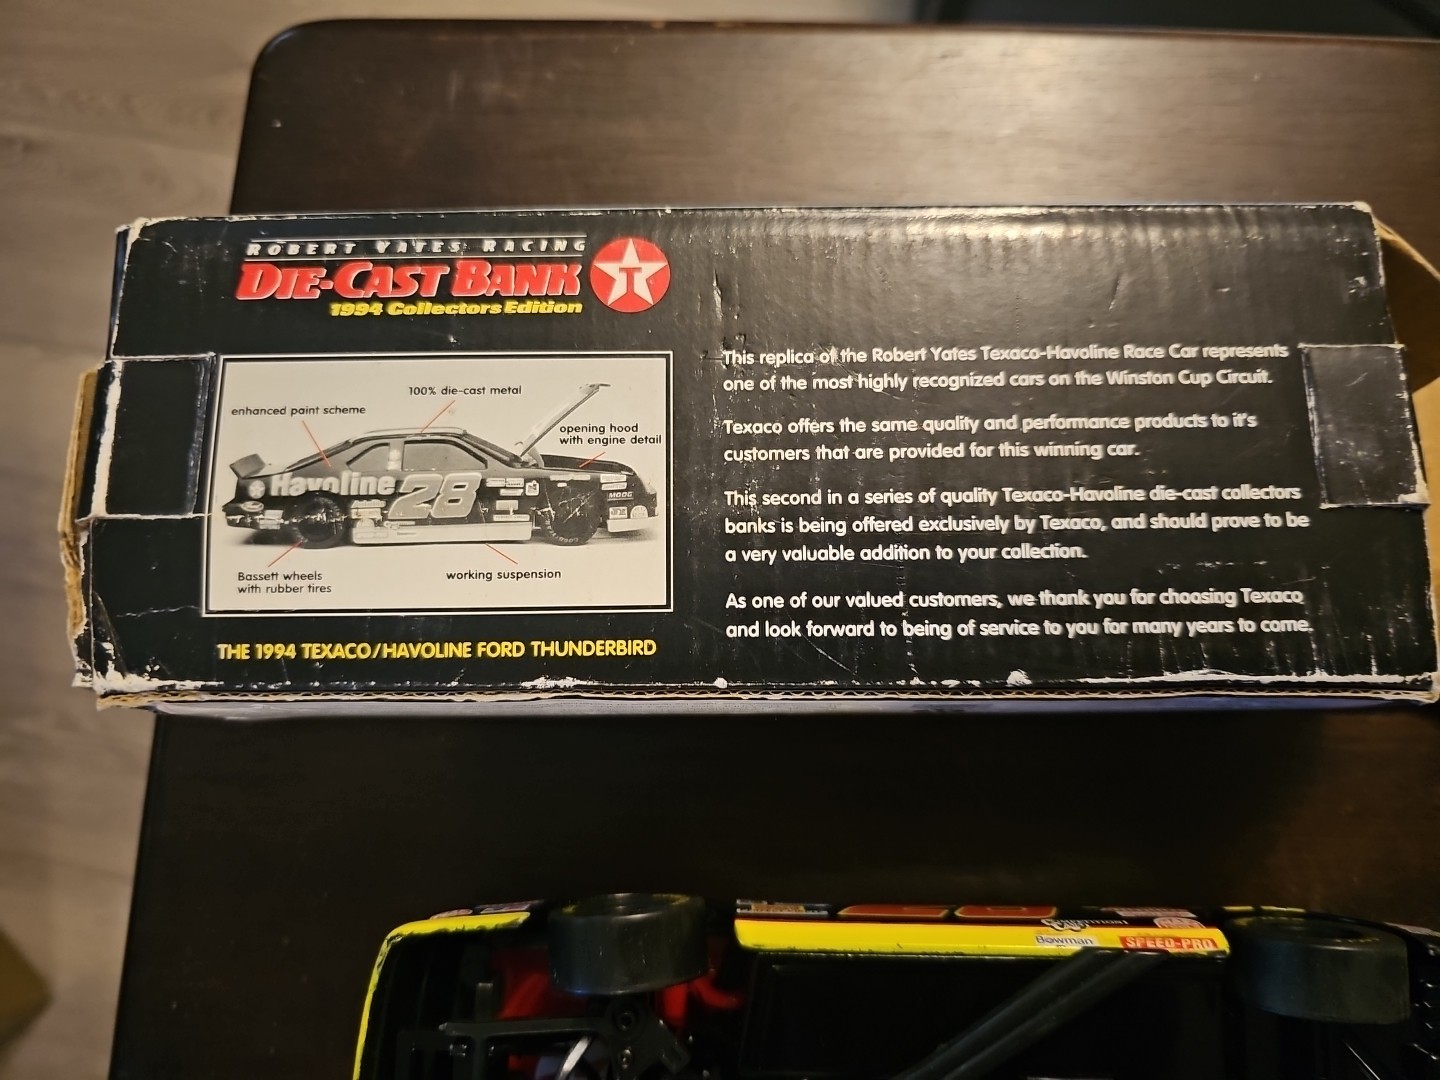 ROBERT YATES RACING
DIE-CAST BANK
1994 Collectors Edition
T
100% die-cast metal
enhanced paint scheme
opening hood
with engine detail
Havoline 28
MOOG
Bassett wheels
with rubber tires
working suspension
THE 1994 TEXACO/HAVOLINE FORD THUNDERBIRD
This replica of the Robert Yates Texaco-Havoline Race Car represents
one of the most highly recognized cars on the Winston Cup Circuit.
Texaco offers the same quality and performance products to it's
customers that are provided for this winning car.
This second in a series of quality Texaco-Havoline die-cast collectors
banks is being offered exclusively by Texaco, and should prove to be
a very valuable addition to your collection.
As one of our valued customers, we thank you for choosing Texaco
and look forward to being of service to you for many years to come.
Bowman
SPEED-PRO